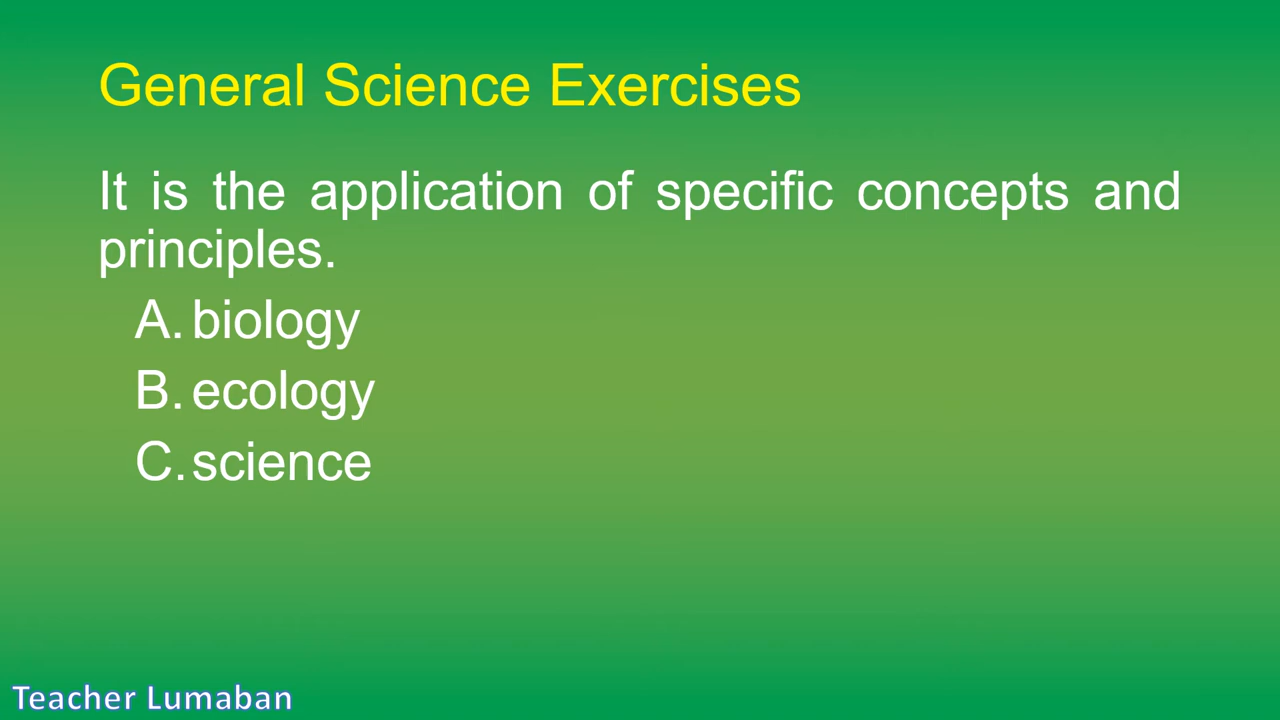 General Science Exercises
It is the application of specific concepts and
principles.
A. biology
B. ecology
C. science
Teacher Lumaban